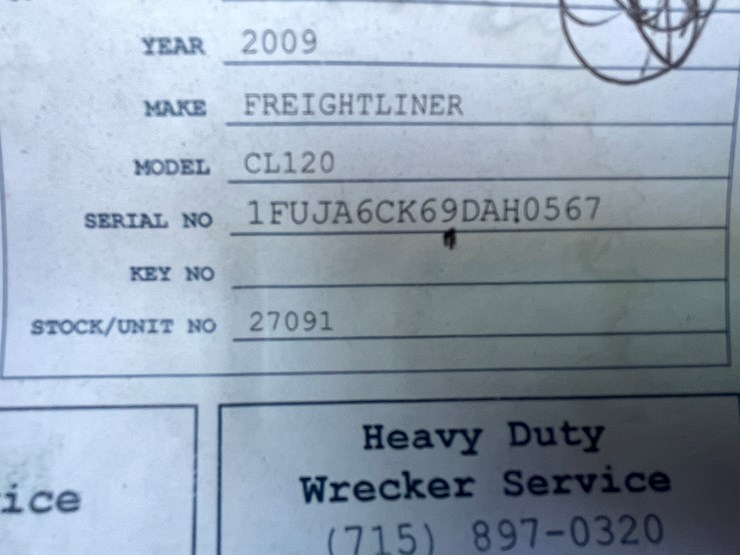 YEAR 2009
MAKE FREIGHTLINER
MODEL CL120
SERIAL NO 1FUJA6CK69DAH0567
KEY NO
STOCK/UNIT NO 27091
ice
Heavy Duty
Wrecker Service
(715) 897-0320